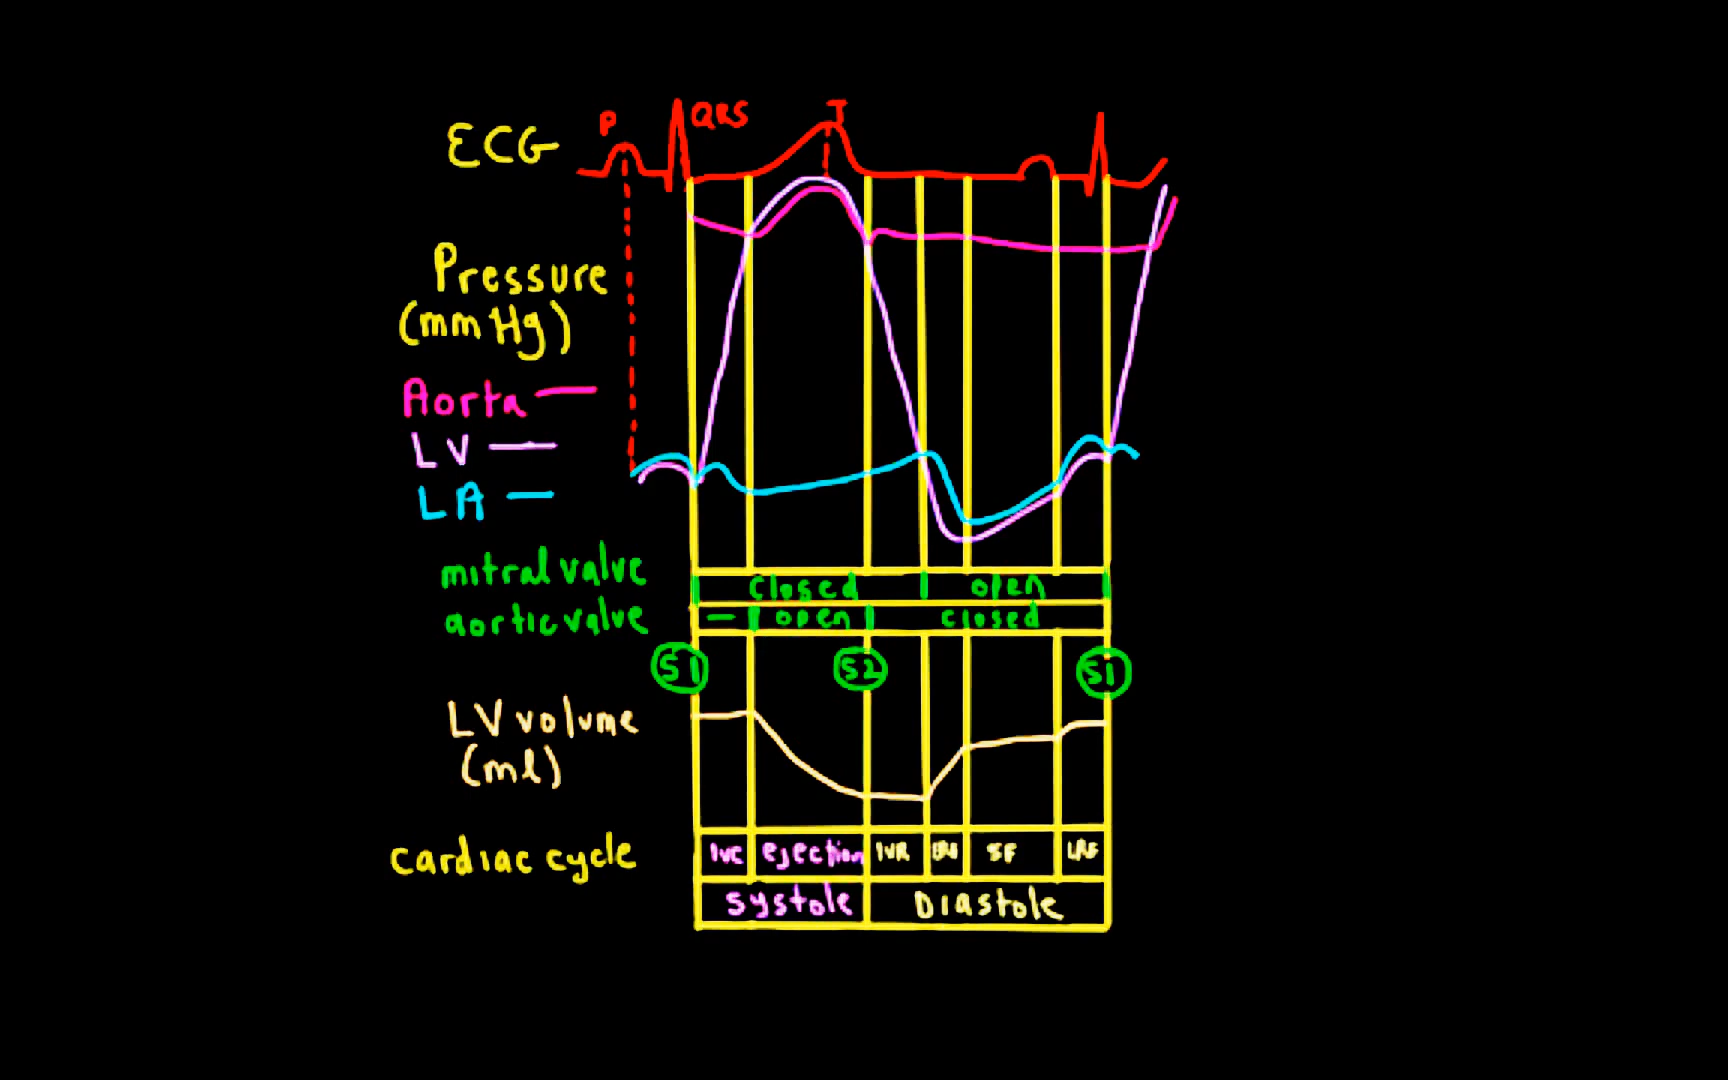 P QRS T
ECG
Pressure
(mmHg)
Aorta
LV
LA
mitral valve closed open
aortic valve - open closed
S1 S2 S1
LV volume
(ml)
cardiac cycle IVC ejection IVR SF
systole Diastole